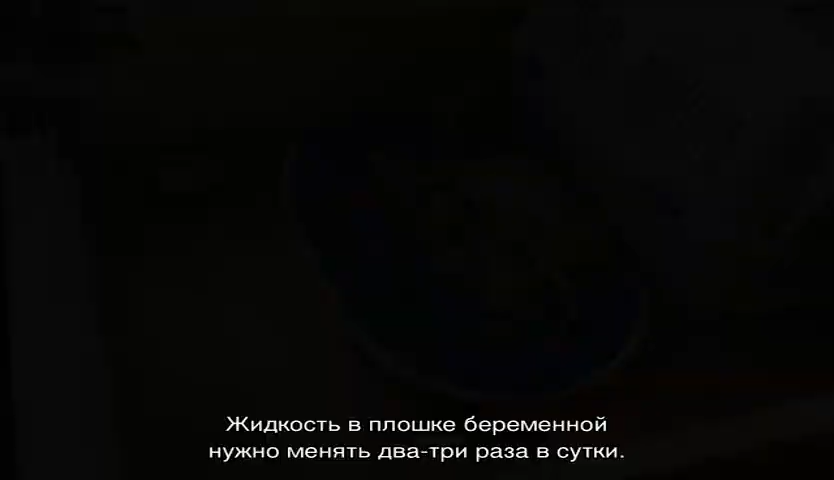 Жидкость в плошке беременной
нужно менять два-три раза в сутки.